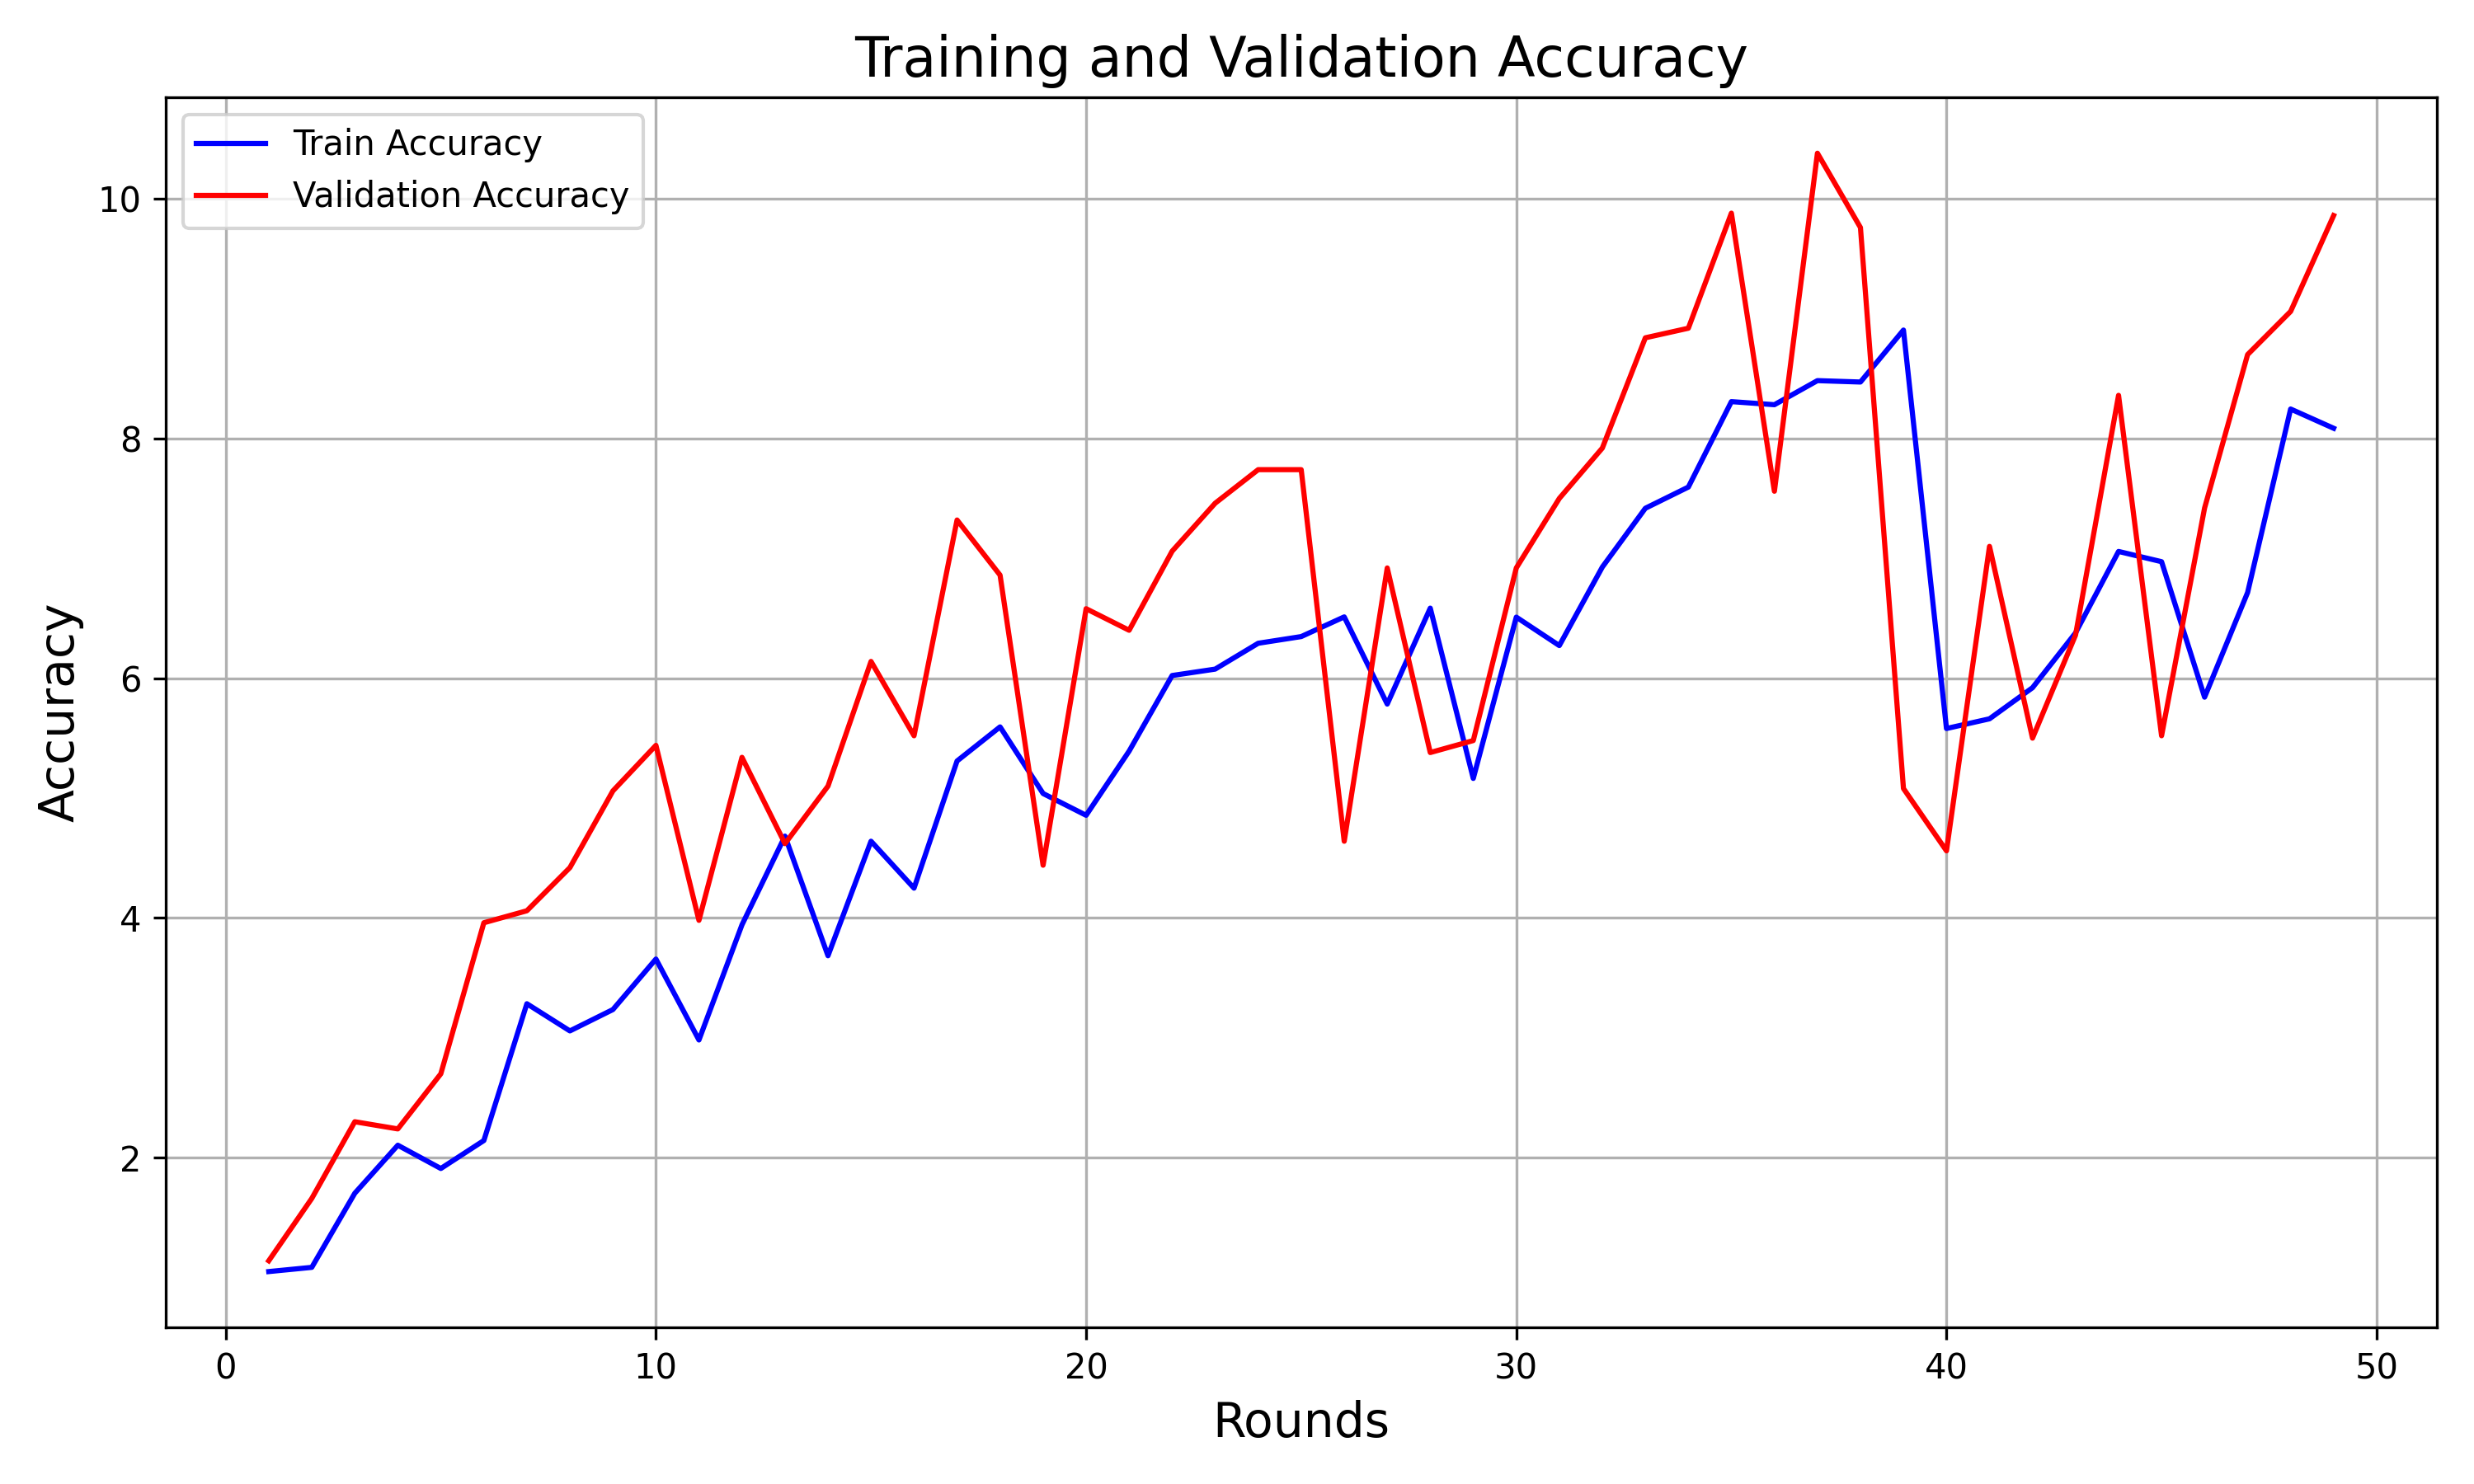 Training and Validation Accuracy
Train Accuracy
Validation Accuracy
10
8
6
4
2
Accuracy
0 10 20 30 40 50
Rounds